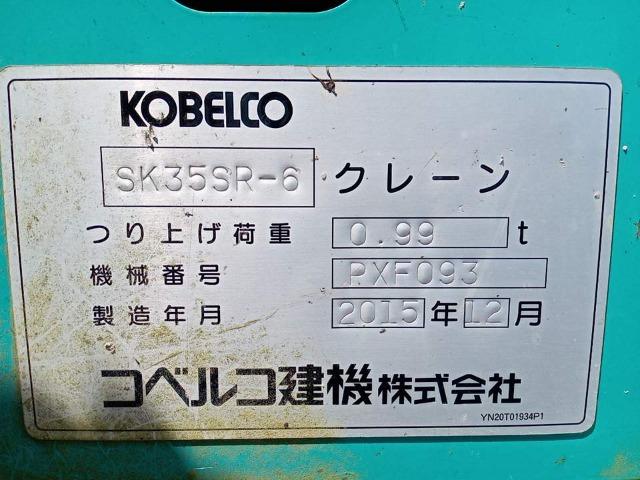 KOBELCO
SK35SR-6 クレーン
つり上げ荷重 0.99 t
機械番号 PXF093
製造年月 2015年12月
コベルコ建機株式会社
YN20T01934P1